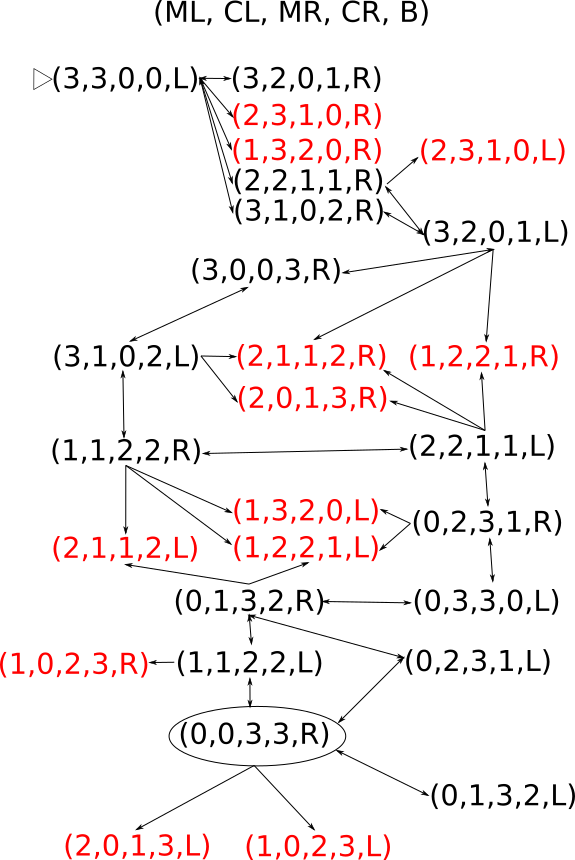 (ML, CL, MR, CR, B)
(3,3,0,0,L) (3,2,0,1,R)
(2,3,1,0,R)
(1,3,2,0,R) (2,3,1,0,L)
(2,2,1,1,R)
(3,1,0,2,R)
(3,2,0,1,L)
(3,0,0,3,R)
(3,1,0,2,L) (2,1,1,2,R) (1,2,2,1,R)
(2,0,1,3,R)
(1,1,2,2,R) (2,2,1,1,L)
(1,3,2,0,L) (0,2,3,1,R)
(2,1,1,2,L) (1,2,2,1,L)
(0,1,3,2,R) (0,3,3,0,L)
(1,0,2,3,R) (1,1,2,2,L) (0,2,3,1,L)
(0,0,3,3,R)
(0,1,3,2,L)
(2,0,1,3,L) (1,0,2,3,L)